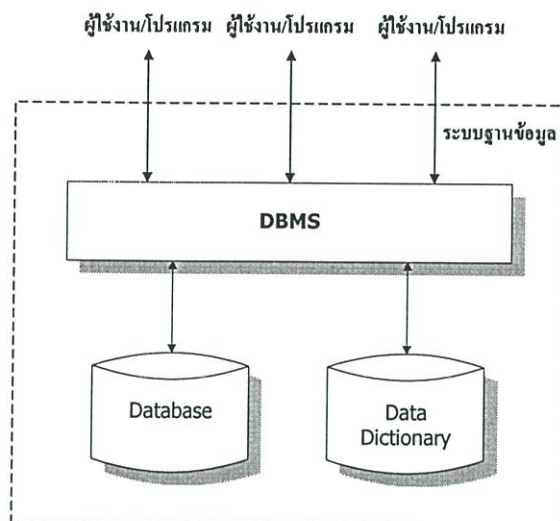 ผู้ใช้งาน/โปรแกรม ผู้ใช้งาน/โปรแกรม ผู้ใช้งาน/โปรแกรม
ระบบฐานข้อมูล
DBMS
Database
Data
Dictionary